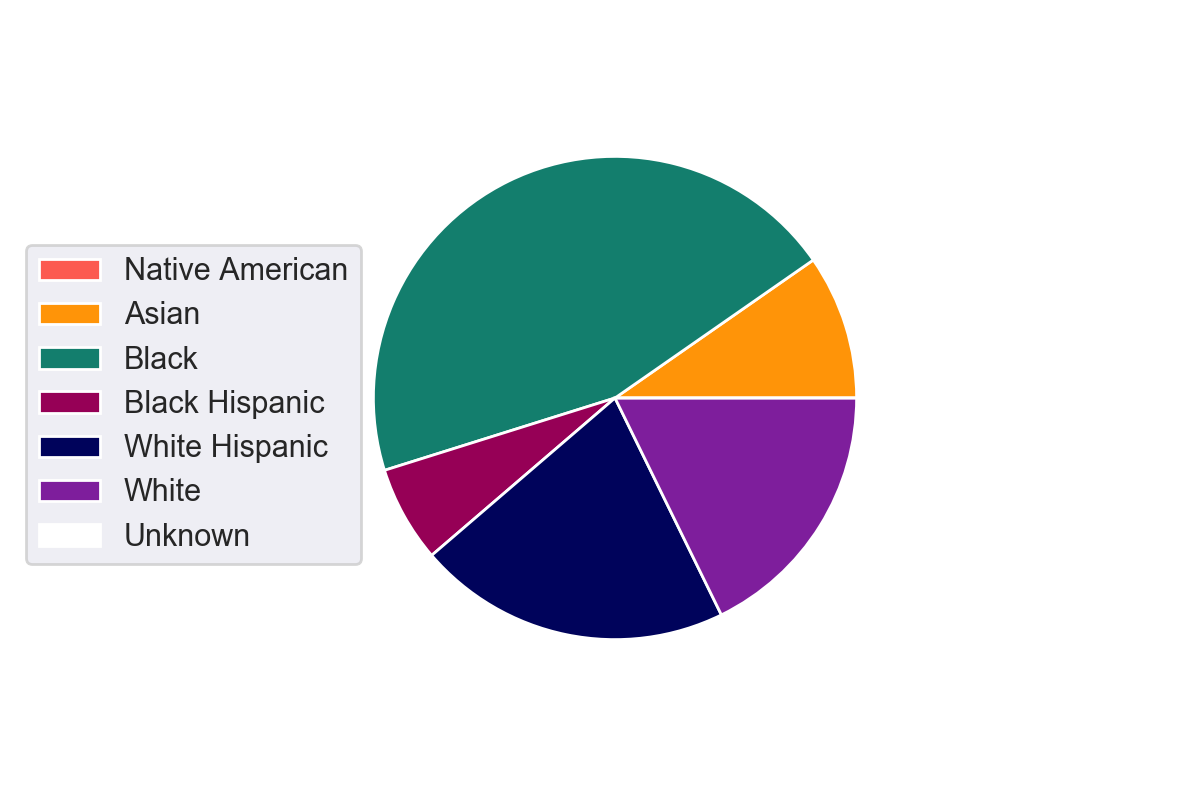 Native American
Asian
Black
Black Hispanic
White Hispanic
White
Unknown